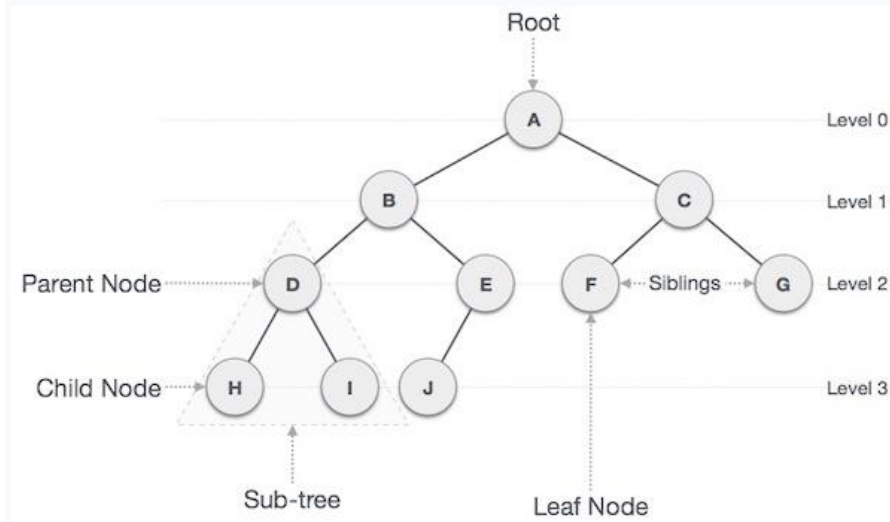 Root
A
Level 0
B
C
Level 1
Parent Node
D
E
F
Siblings
G
Level 2
Child Node
H
I
J
Level 3
Sub-tree
Leaf Node